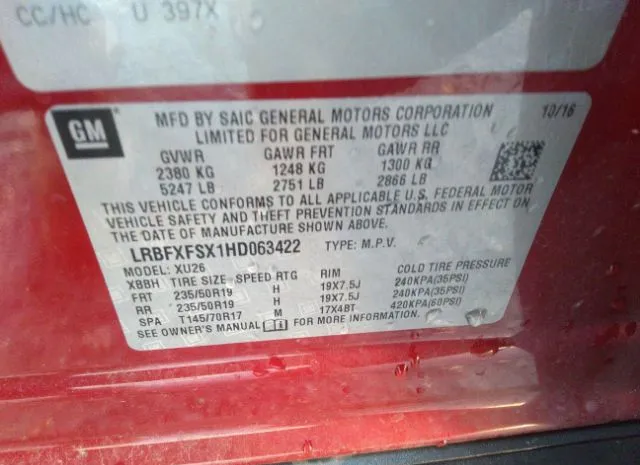 CC/HC U 397X
GM
MFD BY SAIC GENERAL MOTORS CORPORATION 10/16
LIMITED FOR GENERAL MOTORS LLC
GVWR GAWR FRT GAWR RR
2380 KG 1248 KG 1300 KG
5247 LB 2751 LB 2866 LB
THIS VEHICLE CONFORMS TO ALL APPLICABLE U.S. FEDERAL MOTOR
VEHICLE SAFETY AND THEFT PREVENTION STANDARDS IN EFFECT ON
THE DATE OF MANUFACTURE SHOWN ABOVE.
LRBFXFSX1HD063422 TYPE: M.P.V.
MODEL: XU26
XBBH TIRE SIZE SPEED RTG RIM COLD TIRE PRESSURE
FRT 235/50R19 H 19X7.5J 240KPA(35PSI)
RR 235/50R19 H 19X7.5J 240KPA(35PSI)
SPA T145/70R17 M 17X4BT 420KPA(60PSI)
SEE OWNER'S MANUAL FOR MORE INFORMATION.